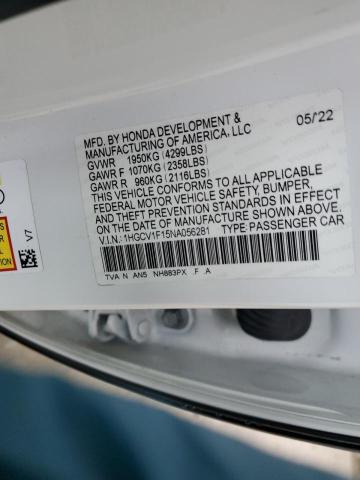 MFD. BY HONDA DEVELOPMENT & 05/22
MANUFACTURING OF AMERICA, LLC
GVWR 1950KG (4299LBS)
GAWR F 1070KG (2358LBS)
GAWR R 960KG (2116LBS)
THIS VEHICLE CONFORMS TO ALL APPLICABLE
FEDERAL MOTOR VEHICLE SAFETY, BUMPER,
AND THEFT PREVENTION STANDARDS IN EFFECT
ON THE DATE OF MANUFACTURE SHOWN ABOVE.
V.I.N.: 1HGCV1F15NA056281 TYPE: PASSENGER CAR
TVA N AN5 NH883PX F A
V7